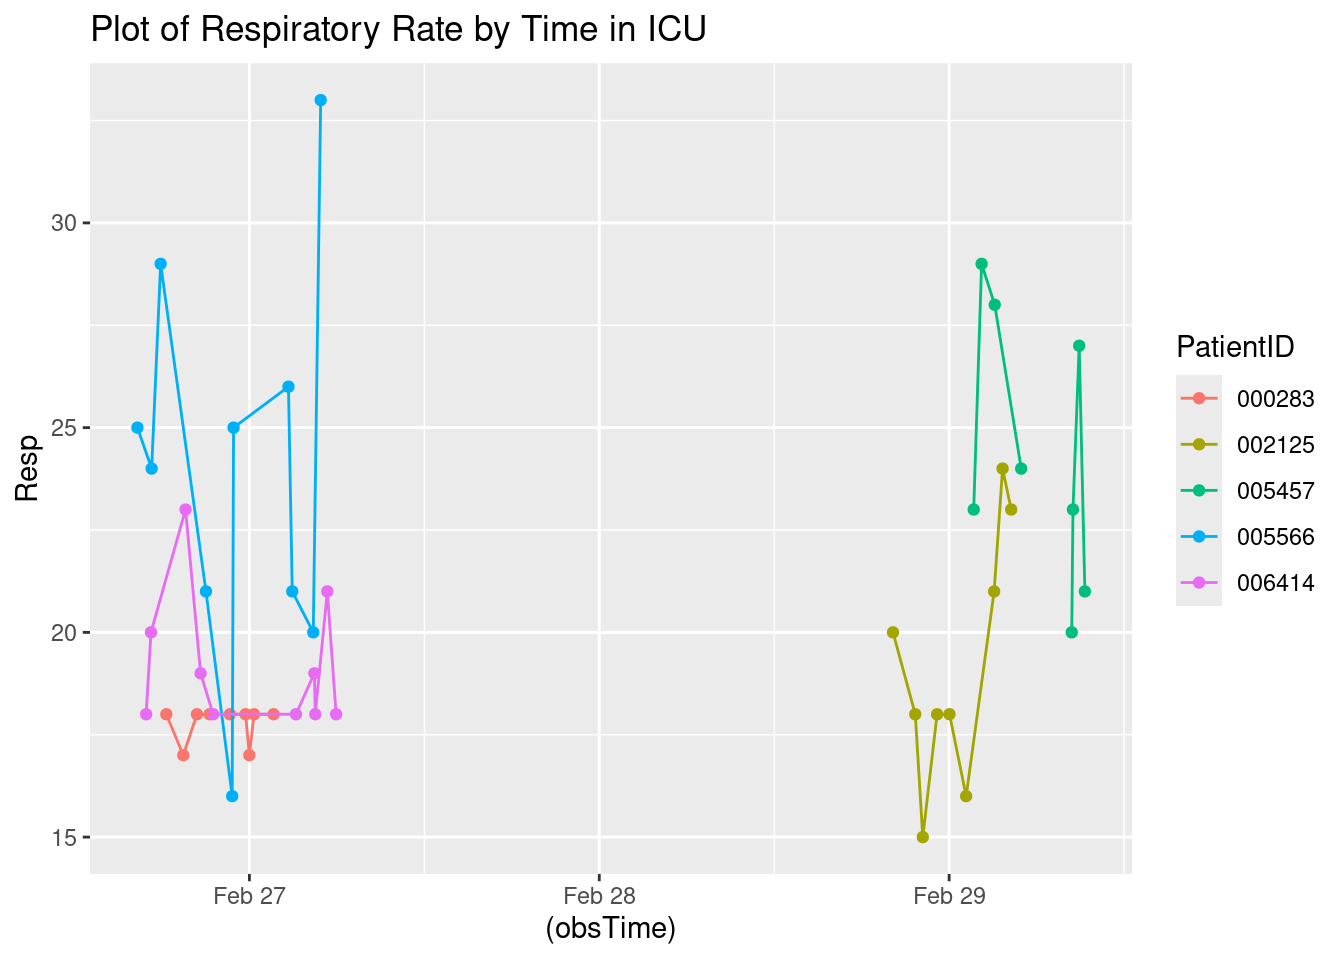 Plot of Respiratory Rate by Time in ICU
30
25
20
15
Resp
Feb 27
Feb 28
Feb 29
(obsTime)
PatientID
000283
002125
005457
005566
006414